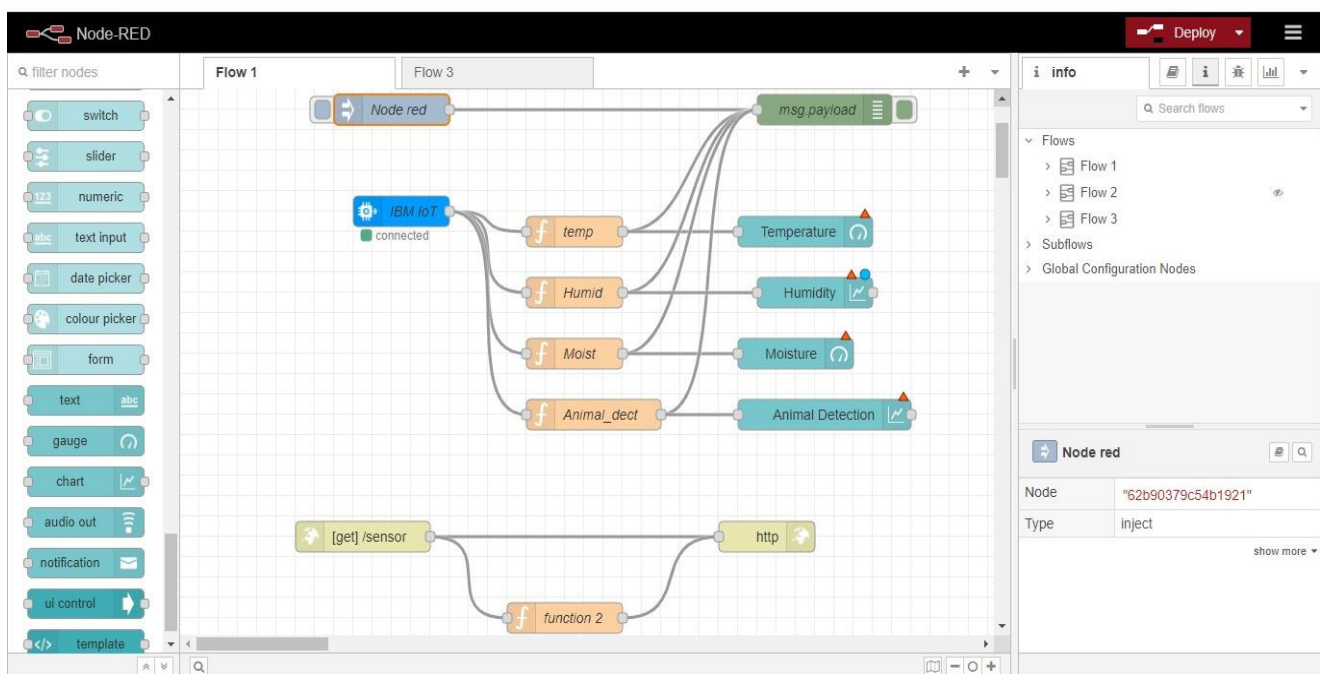 Node-RED
Deploy
filter nodes
Flow 1
Flow 3
i info
i
Search flows
switch
slider
123 numeric
abc text input
date picker
colour picker
form
text abc
gauge
chart
audio out
notification
ui control
</> template
Node red
msg.payload
IBM IoT
connected
f temp
Temperature
f Humid
Humidity
f Moist
Moisture
f Animal_dect
Animal Detection
[get] /sensor
http
f function 2
Flows
Flow 1
Flow 2
Flow 3
Subflows
Global Configuration Nodes
Node red
Node "62b90379c54b1921"
Type inject
show more